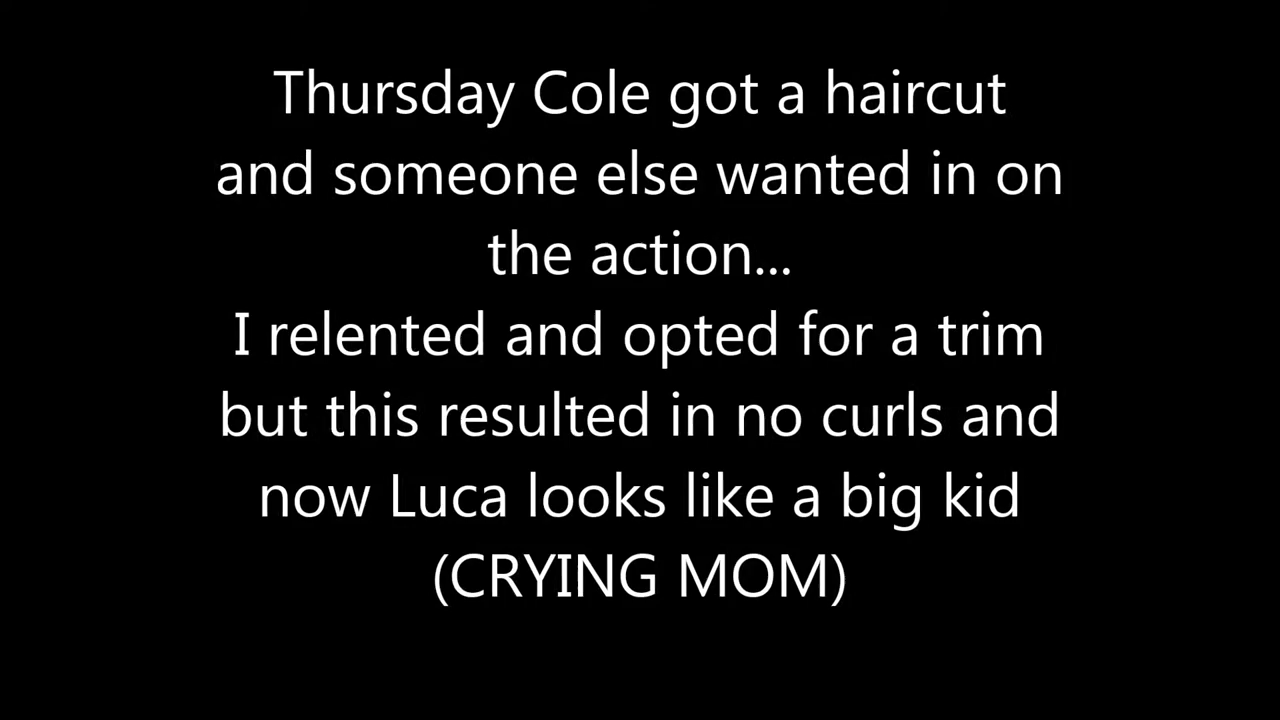 Thursday Cole got a haircut
and someone else wanted in on
the action...
I relented and opted for a trim
but this resulted in no curls and
now Luca looks like a big kid
(CRYING MOM)